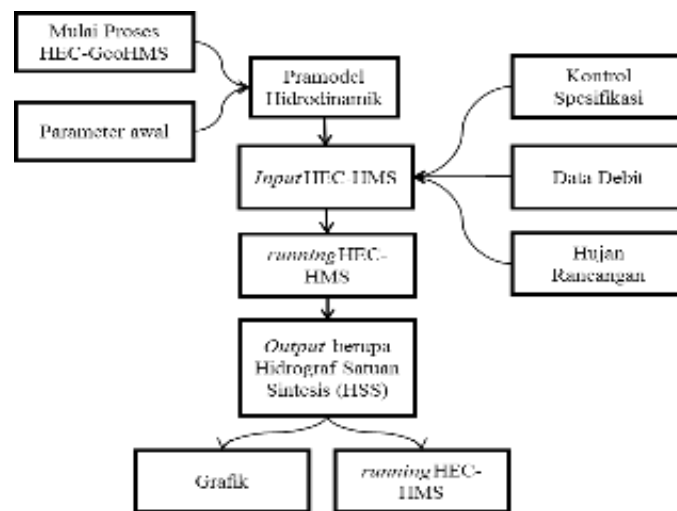 Mulai Proses
HEC-GeoHMS
Parameter awal
Pramodel
Hidrodinamik
Kontrol
Spesifikasi
Input HEC-HMS
Data Debit
Hujan
Rancangan
running HEC-
HMS
Output berupa
Hidrograf Satuan
Sintesis (HSS)
Grafik
running HEC-
HMS